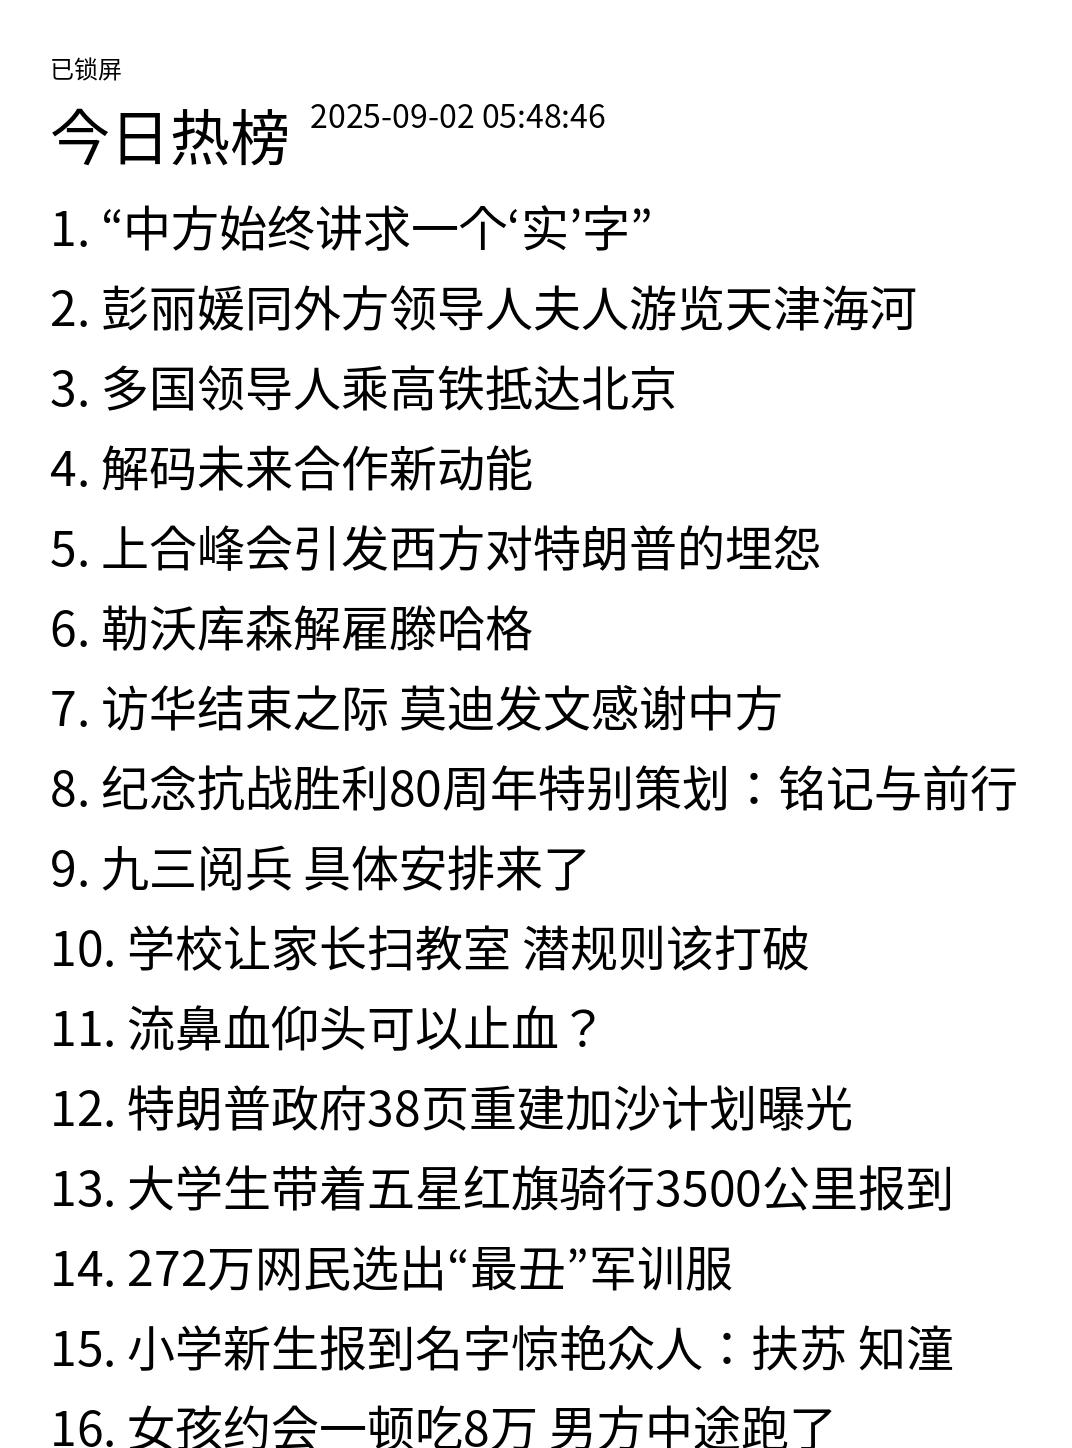 已锁屏
今日热榜 2025-09-02 05:48:46
1. “中方始终讲求一个‘实’字”
2. 彭丽媛同外方领导人夫人游览天津海河
3. 多国领导人乘高铁抵达北京
4. 解码未来合作新动能
5. 上合峰会引发西方对特朗普的埋怨
6. 勒沃库森解雇滕哈格
7. 访华结束之际 莫迪发文感谢中方
8. 纪念抗战胜利80周年特别策划：铭记与前行
9. 九三阅兵 具体安排来了
10. 学校让家长扫教室 潜规则该打破
11. 流鼻血仰头可以止血？
12. 特朗普政府38页重建加沙计划曝光
13. 大学生带着五星红旗骑行3500公里报到
14. 272万网民选出“最丑”军训服
15. 小学新生报到名字惊艳众人：扶苏 知潼
16. 女孩约会一顿吃8万 男方中途跑了